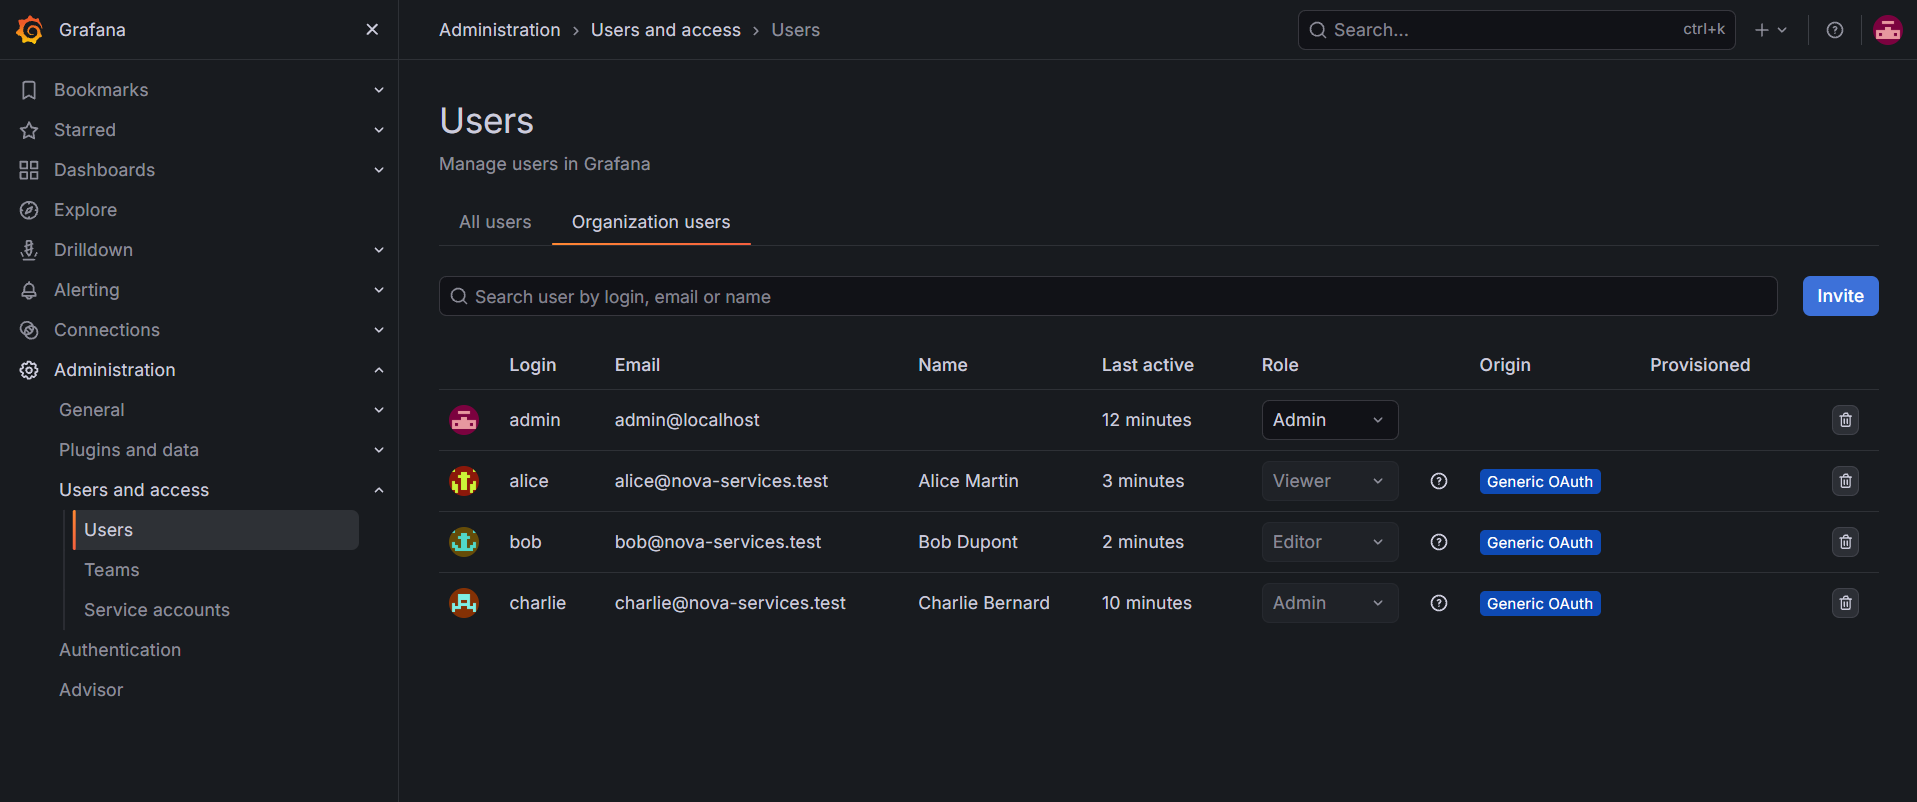 Grafana
Administration > Users and access > Users
Search... ctrl+k
Bookmarks
Starred
Dashboards
Explore
Drilldown
Alerting
Connections
Administration
General
Plugins and data
Users and access
Users
Teams
Service accounts
Authentication
Advisor
Users
Manage users in Grafana
All users Organization users
Search user by login, email or name Invite
Login Email Name Last active Role Origin Provisioned
admin admin@localhost 12 minutes Admin
alice alice@nova-services.test Alice Martin 3 minutes Viewer Generic OAuth
bob bob@nova-services.test Bob Dupont 2 minutes Editor Generic OAuth
charlie charlie@nova-services.test Charlie Bernard 10 minutes Admin Generic OAuth